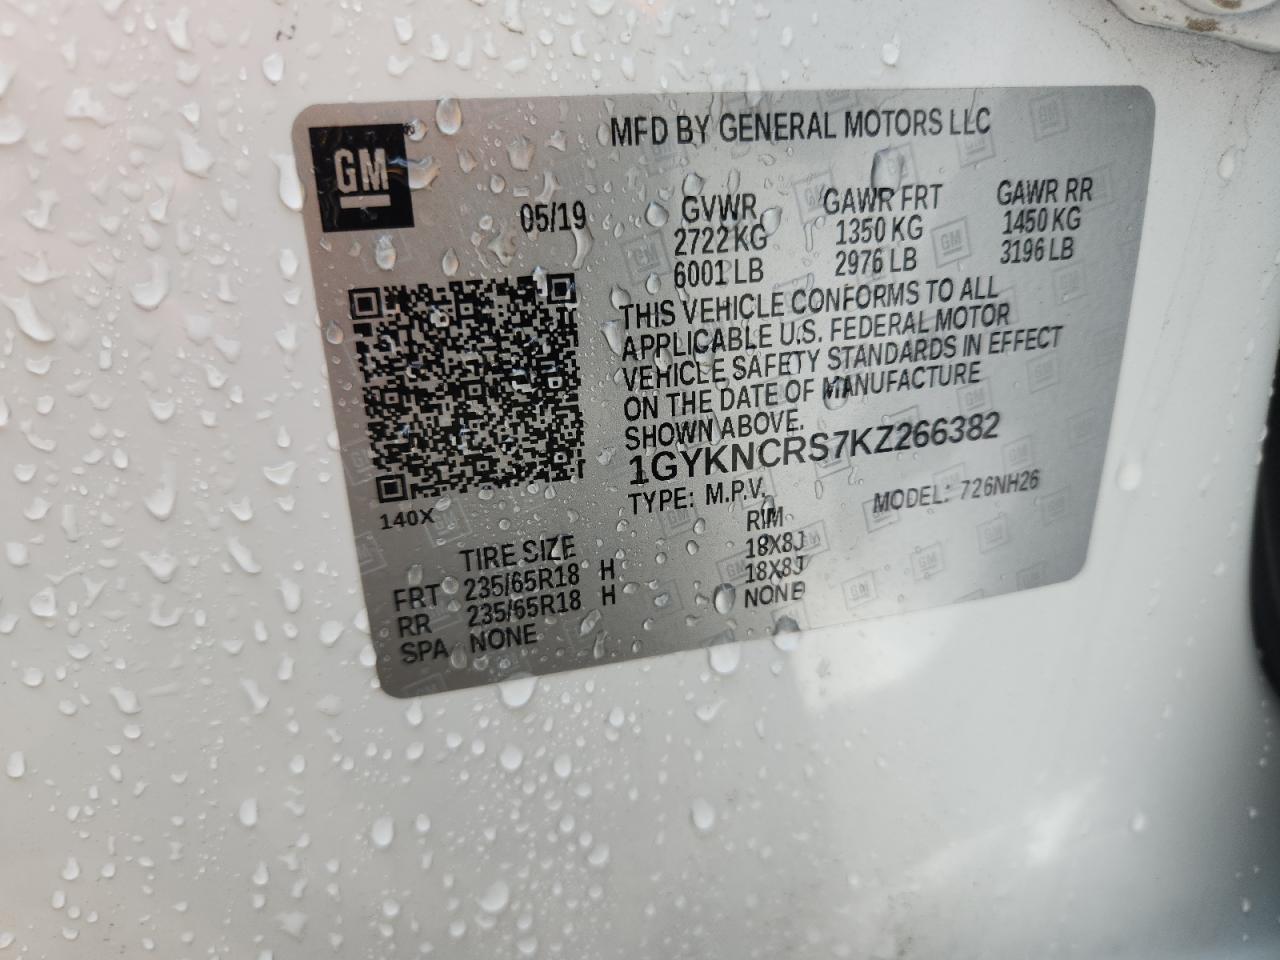 GM
MFD BY GENERAL MOTORS LLC
05/19
GVWR GAWR FRT GAWR RR
2722 KG 1350 KG 1450 KG
6001 LB 2976 LB 3196 LB
THIS VEHICLE CONFORMS TO ALL
APPLICABLE U.S. FEDERAL MOTOR
VEHICLE SAFETY STANDARDS IN EFFECT
ON THE DATE OF MANUFACTURE
SHOWN ABOVE.
1GYKNCRS7KZ266382
TYPE: M.P.V. MODEL: 726NH26
140X
TIRE SIZE RIM
FRT 235/65R18 H 18X8J
RR 235/65R18 H 18X8J
SPA NONE NONE